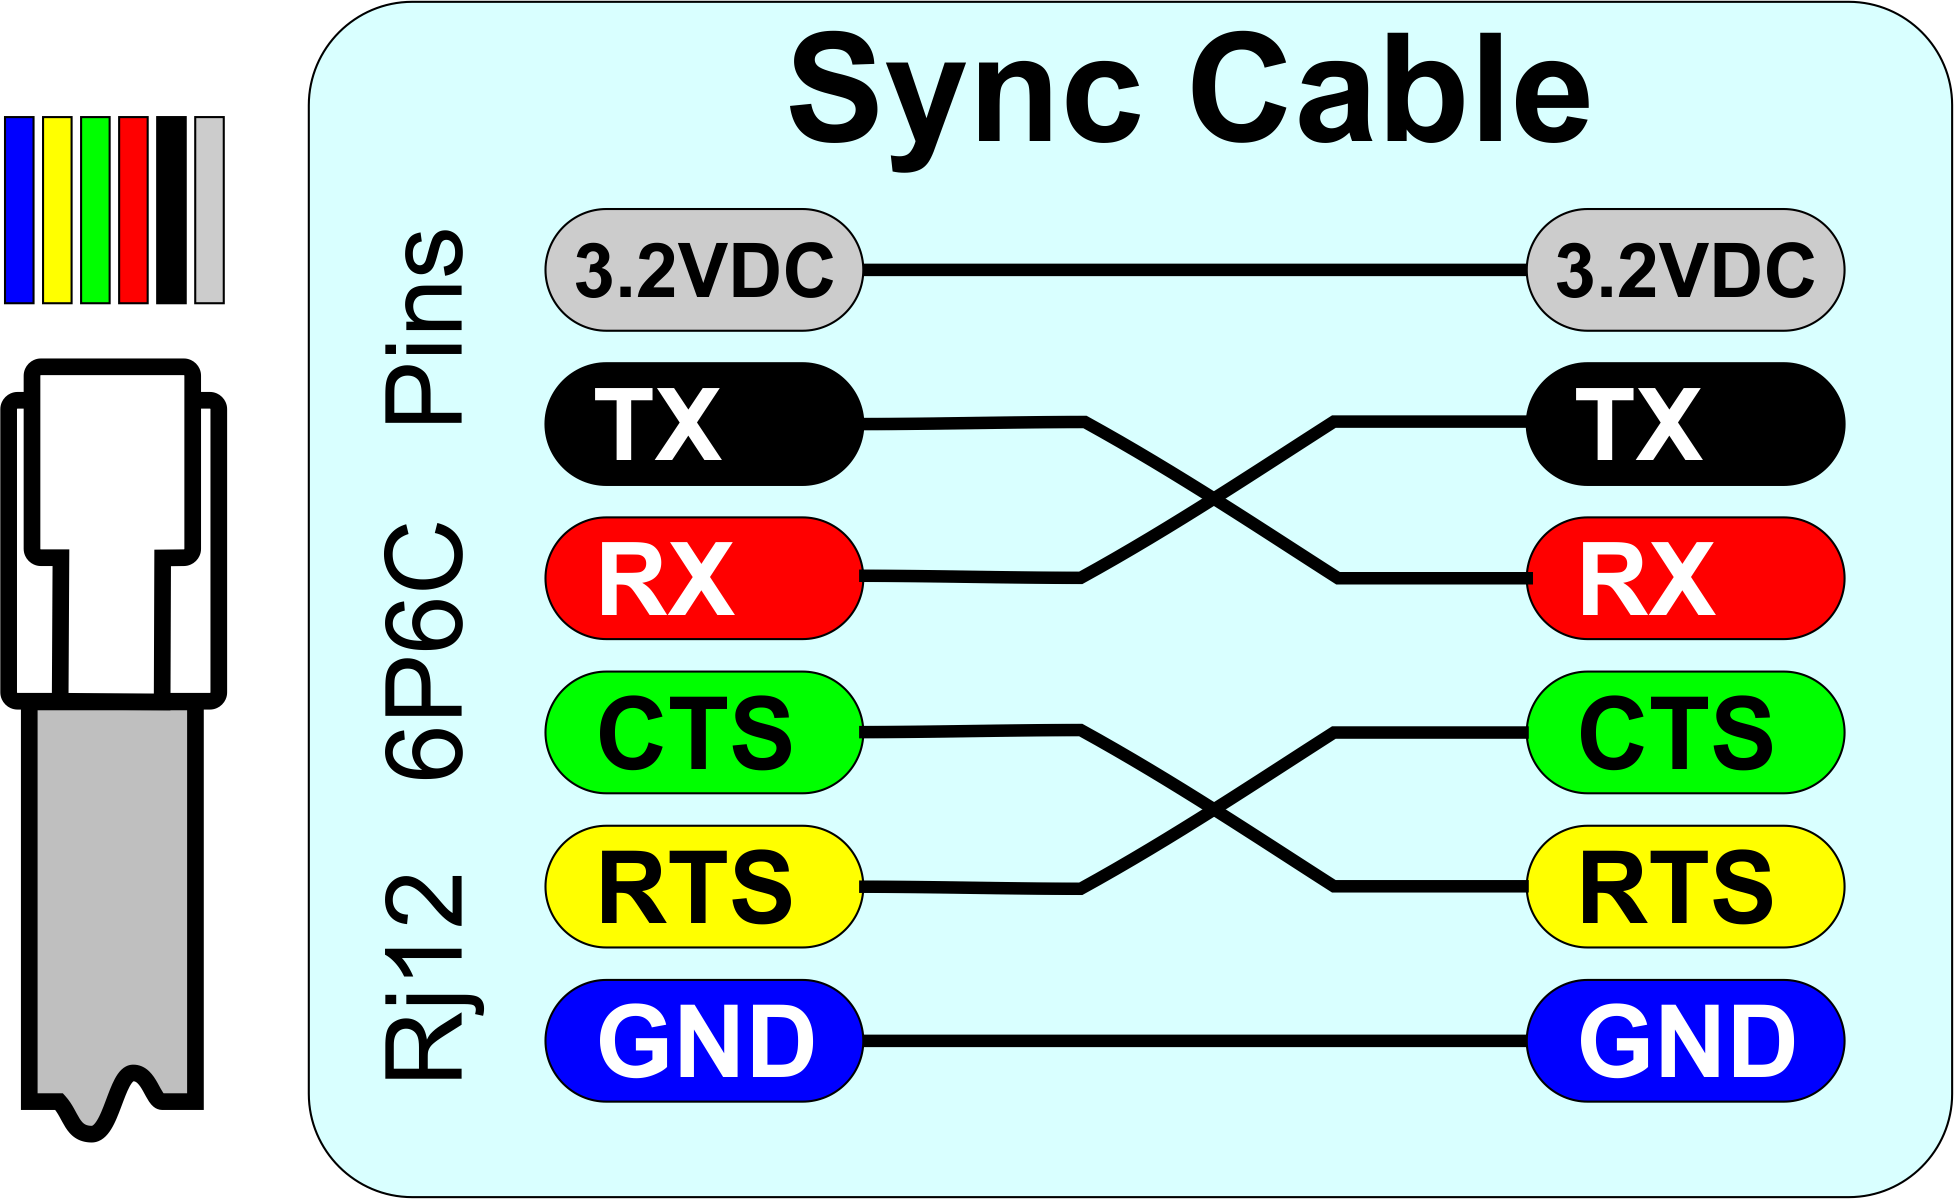 Sync Cable
Rj12 6P6C Pins
3.2VDC 3.2VDC
TX TX
RX RX
CTS CTS
RTS RTS
GND GND